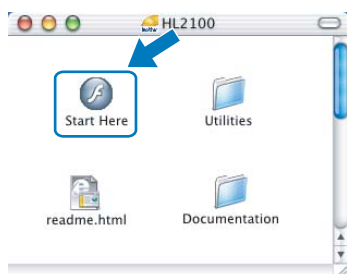 HL2100
Start Here
Utilities
readme.html
Documentation